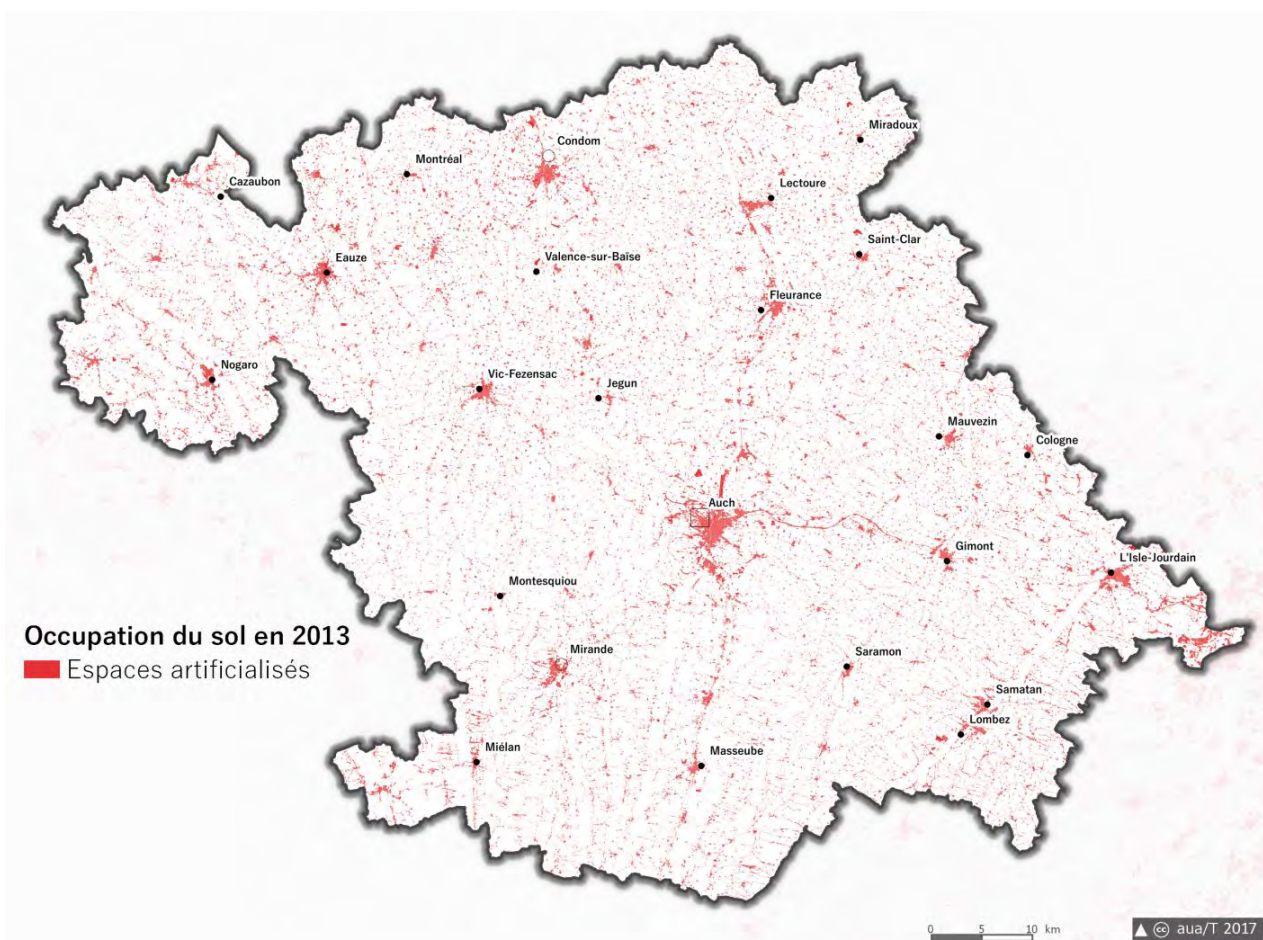 Miradoux
Condom
Montréal
Cazaubon
Lectoure
Saint-Clar
Eauze
Valence-sur-Baïse
Fleurance
Nogaro
Vic-Fezensac
Jegun
Mauvezin
Cologne
Auch
Gimont
L'Isle-Jourdain
Montesquiou
Occupation du sol en 2013
Espaces artificialisés
Mirande
Saramon
Samatan
Lombez
Miélan
Masseube
0 5 10 km
cc aua/T 2017